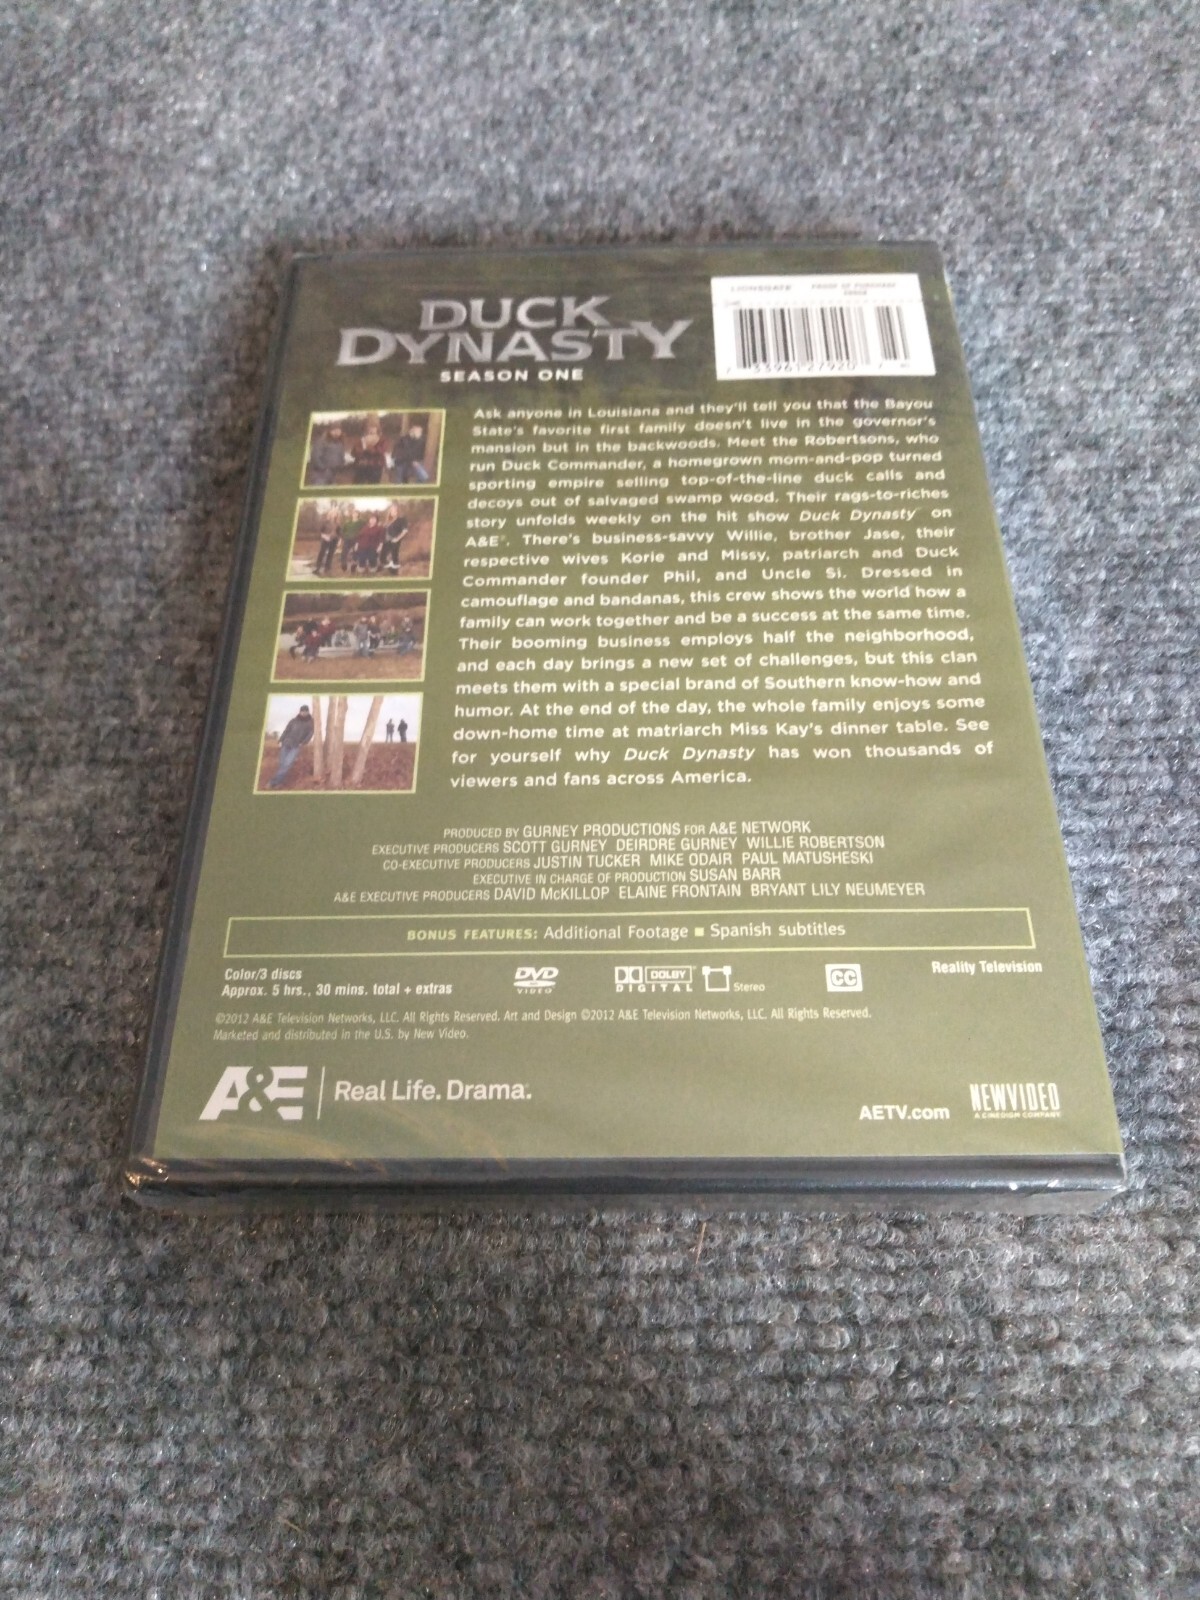 DUCK
DYNASTY
SEASON ONE
LIONSGATE
PROOF OF PURCHASE
7 33961 27920 7
Ask anyone in Louisiana and they'll tell you that the Bayou
State's favorite first family doesn't live in the governor's
mansion but in the backwoods. Meet the Robertsons, who
run Duck Commander, a homegrown mom-and-pop turned
sporting empire selling top-of-the-line duck calls and
decoys out of salvaged swamp wood. Their rags-to-riches
story unfolds weekly on the hit show Duck Dynasty on
A&E®. There's business-savvy Willie, brother Jase, their
respective wives Korie and Missy, patriarch and Duck
Commander founder Phil, and Uncle Si. Dressed in
camouflage and bandanas, this crew shows the world how a
family can work together and be a success at the same time.
Their booming business employs half the neighborhood,
and each day brings a new set of challenges, but this clan
meets them with a special brand of Southern know-how and
humor. At the end of the day, the whole family enjoys some
down-home time at matriarch Miss Kay's dinner table. See
for yourself why Duck Dynasty has won thousands of
viewers and fans across America.
PRODUCED BY GURNEY PRODUCTIONS FOR A&E NETWORK
EXECUTIVE PRODUCERS SCOTT GURNEY DEIRDRE GURNEY WILLIE ROBERTSON
CO-EXECUTIVE PRODUCERS JUSTIN TUCKER MIKE ODAIR PAUL MATUSHESKI
EXECUTIVE IN CHARGE OF PRODUCTION SUSAN BARR
A&E EXECUTIVE PRODUCERS DAVID McKILLOP ELAINE FRONTAIN BRYANT LILY NEUMEYER
BONUS FEATURES: Additional Footage ■ Spanish subtitles
Color/3 discs
Approx. 5 hrs., 30 mins. total + extras
DVD
VIDEO
DOLBY
DIGITAL
Stereo
CC
Reality Television
©2012 A&E Television Networks, LLC. All Rights Reserved. Art and Design ©2012 A&E Television Networks, LLC. All Rights Reserved.
Marketed and distributed in the U.S. by New Video.
A&E | Real Life. Drama.
AETV.com
NEWVIDEO
A CINEDIGM COMPANY